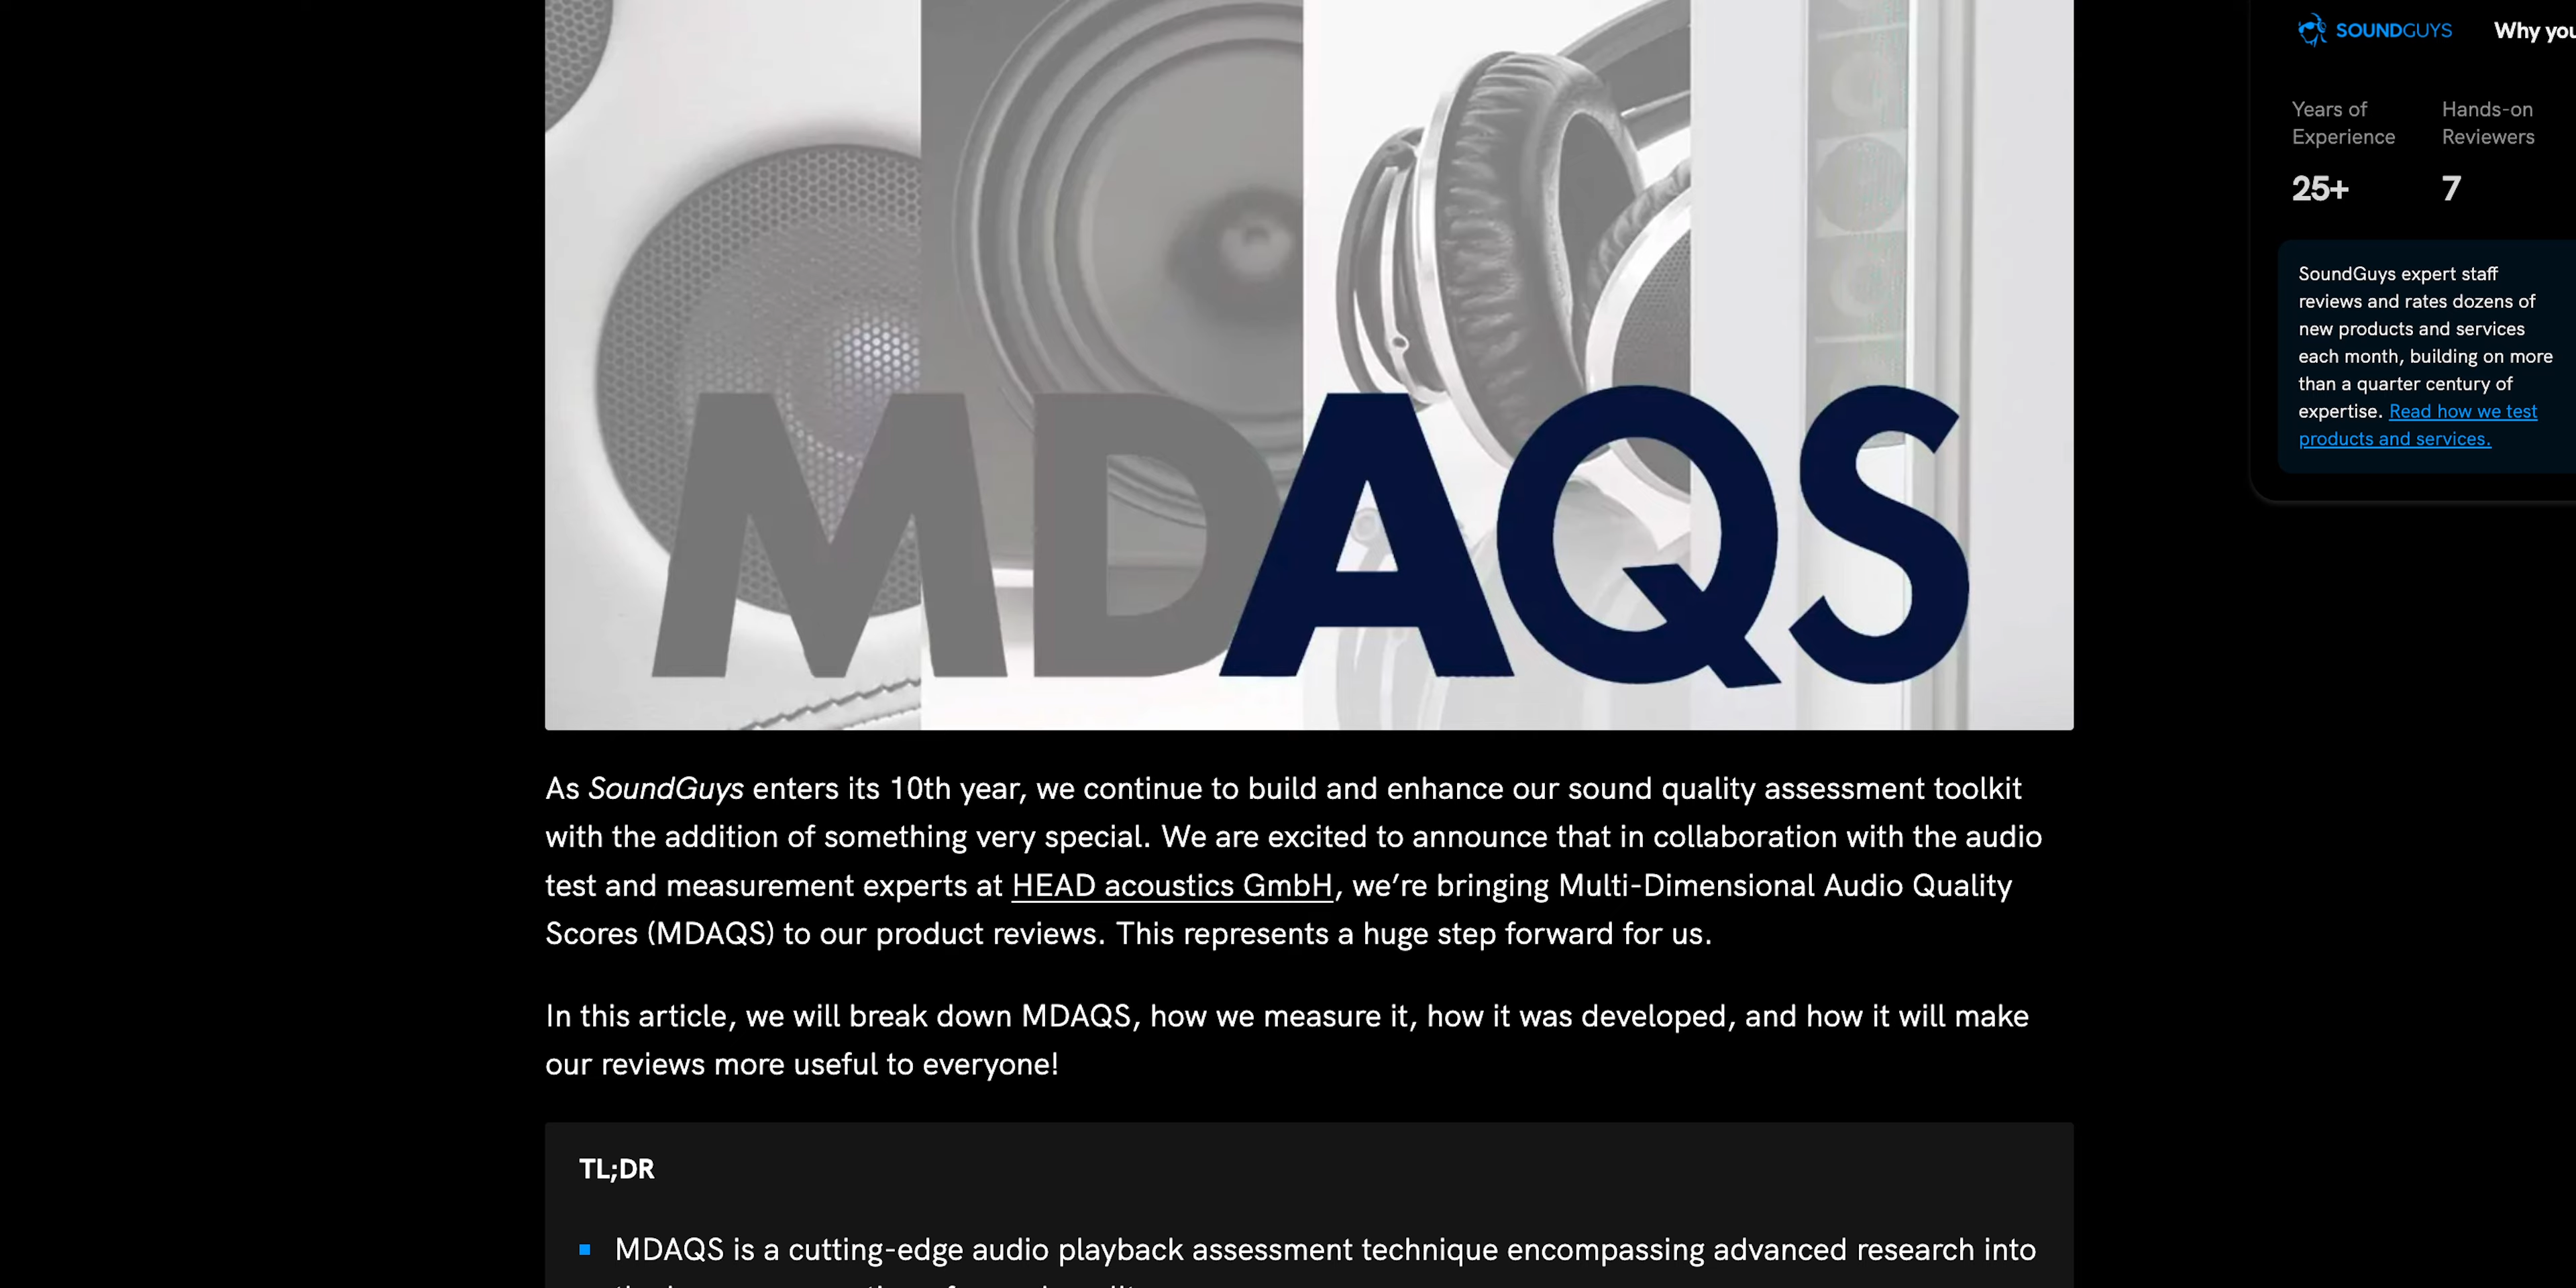 MDAQS
As SoundGuys enters its 10th year, we continue to build and enhance our sound quality assessment toolkit
with the addition of something very special. We are excited to announce that in collaboration with the audio
test and measurement experts at HEAD acoustics GmbH, we’re bringing Multi-Dimensional Audio Quality
Scores (MDAQS) to our product reviews. This represents a huge step forward for us.
In this article, we will break down MDAQS, how we measure it, how it was developed, and how it will make
our reviews more useful to everyone!
TL;DR
MDAQS is a cutting-edge audio playback assessment technique encompassing advanced research into
SOUNDGUYS
Why you
Years of
Experience
25+
Hands-on
Reviewers
7
SoundGuys expert staff
reviews and rates dozens of
new products and services
each month, building on more
than a quarter century of
expertise. Read how we test
products and services.